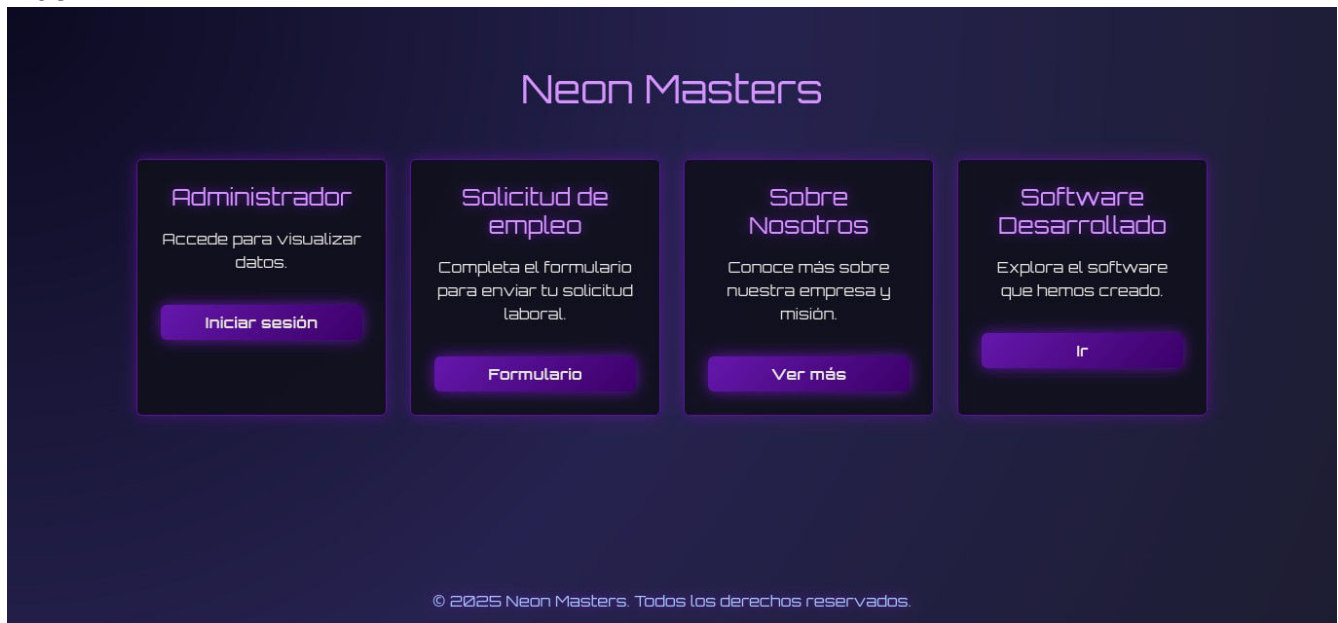 Neon Masters
Administrador
Accede para visualizar
datos.
Iniciar sesión
Solicitud de
empleo
Completa el formulario
para enviar tu solicitud
laboral.
Formulario
Sobre
Nosotros
Conoce más sobre
nuestra empresa y
misión.
Ver más
Software
Desarrollado
Explora el software
que hemos creado.
Ir
© 2025 Neon Masters. Todos los derechos reservados.